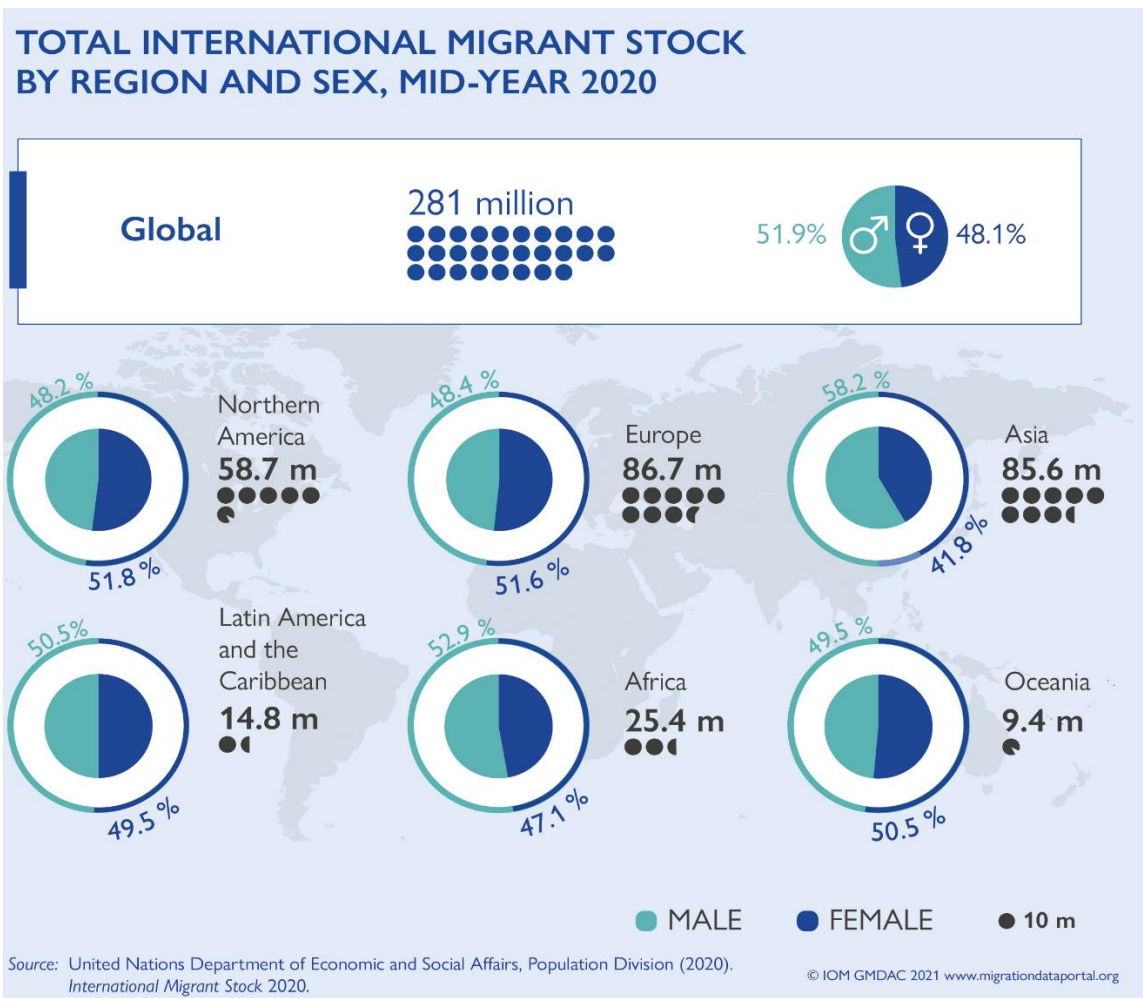 TOTAL INTERNATIONAL MIGRANT STOCK
BY REGION AND SEX, MID-YEAR 2020
Global
281 million
51.9%
48.1%
48.2 %
Northern
America
58.7 m
51.8 %
48.4 %
Europe
86.7 m
51.6 %
58.2 %
Asia
85.6 m
41.8 %
50.5%
Latin America
and the
Caribbean
14.8 m
49.5 %
52.9 %
Africa
25.4 m
47.1 %
49.5 %
Oceania
9.4 m
50.5 %
MALE
FEMALE
10 m
Source: United Nations Department of Economic and Social Affairs, Population Division (2020).
International Migrant Stock 2020.
© IOM GMDAC 2021 www.migrationdataportal.org